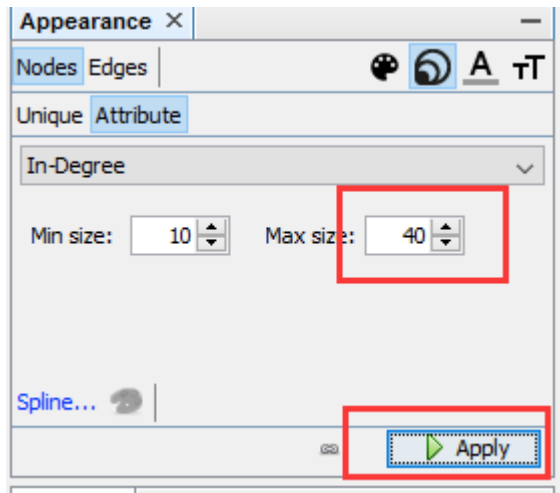 Appearance ×
Nodes Edges A TT
Unique Attribute
In-Degree
Min size: 10 Max size: 40
Spline...
Apply